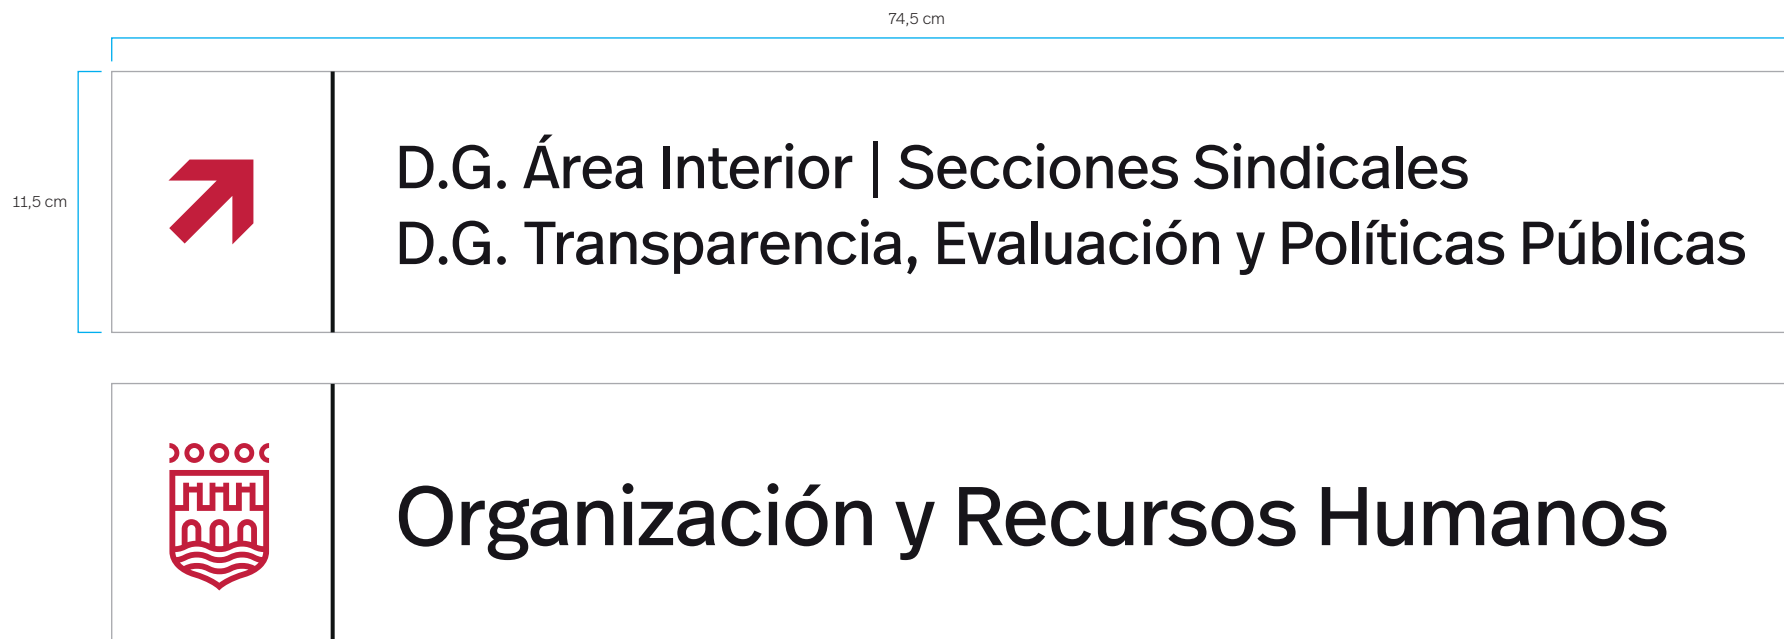 74,5 cm
11,5 cm
D.G. Área Interior | Secciones Sindicales
D.G. Transparencia, Evaluación y Políticas Públicas
Organización y Recursos Humanos